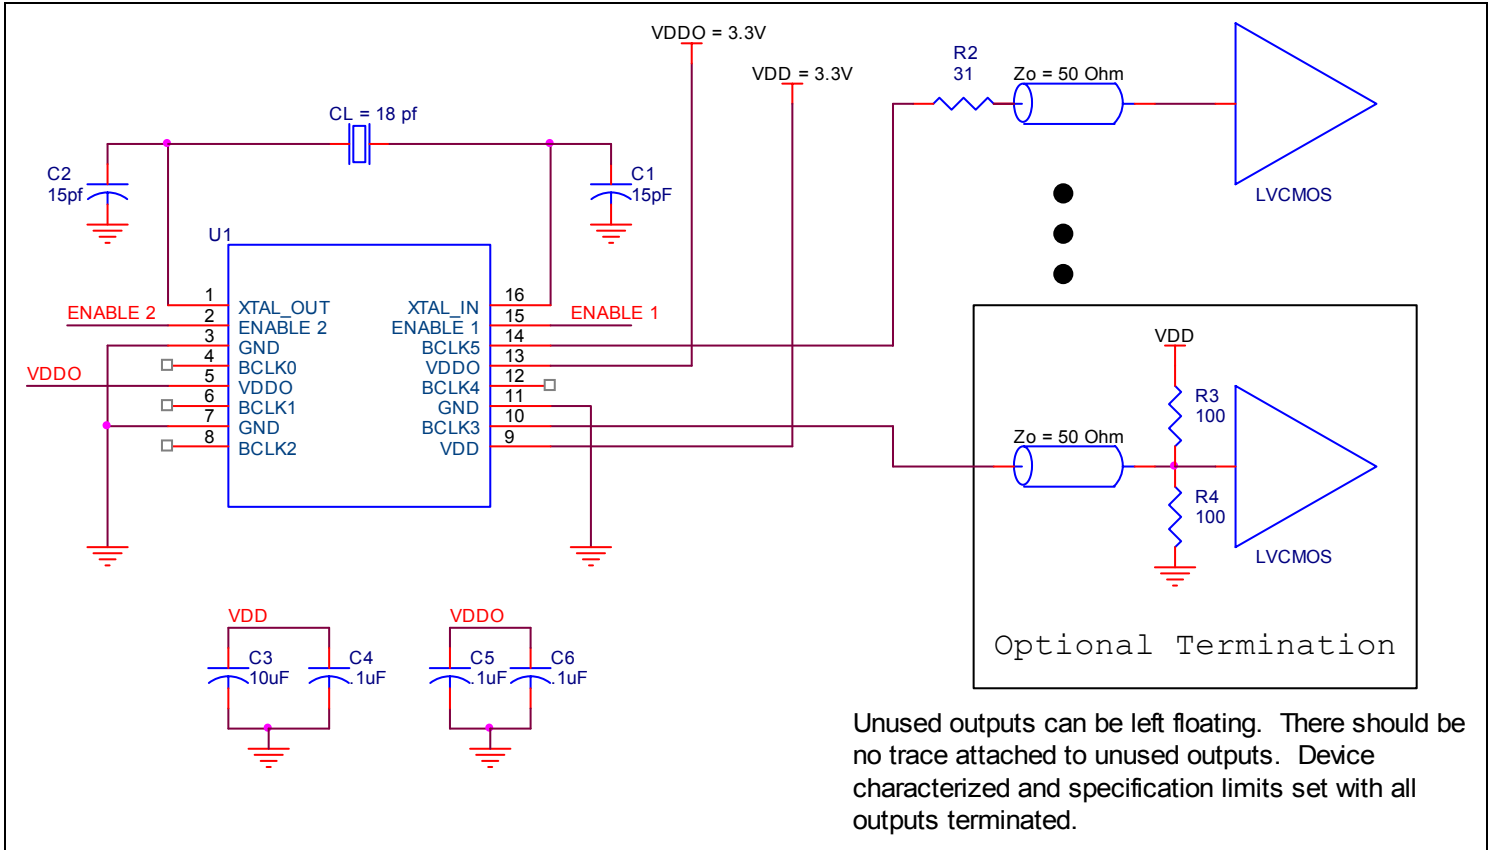 VDDO = 3.3V
VDD = 3.3V
R2
31
Zo = 50 Ohm
LVCMOS
CL = 18 pf
C2
15pf
C1
15pF
U1
1
XTAL_OUT
XTAL_IN
16
ENABLE 2
2
ENABLE 2
ENABLE 1
15
ENABLE 1
3
GND
BCLK5
14
4
BCLK0
VDDO
13
VDDO
5
VDDO
BCLK4
12
6
BCLK1
GND
11
7
GND
BCLK3
10
8
BCLK2
VDD
9
VDD
R3
100
Zo = 50 Ohm
R4
100
LVCMOS
Optional Termination
VDD
C3
10uF
C4
.1uF
VDDO
C5
.1uF
C6
.1uF
Unused outputs can be left floating. There should be
no trace attached to unused outputs. Device
characterized and specification limits set with all
outputs terminated.